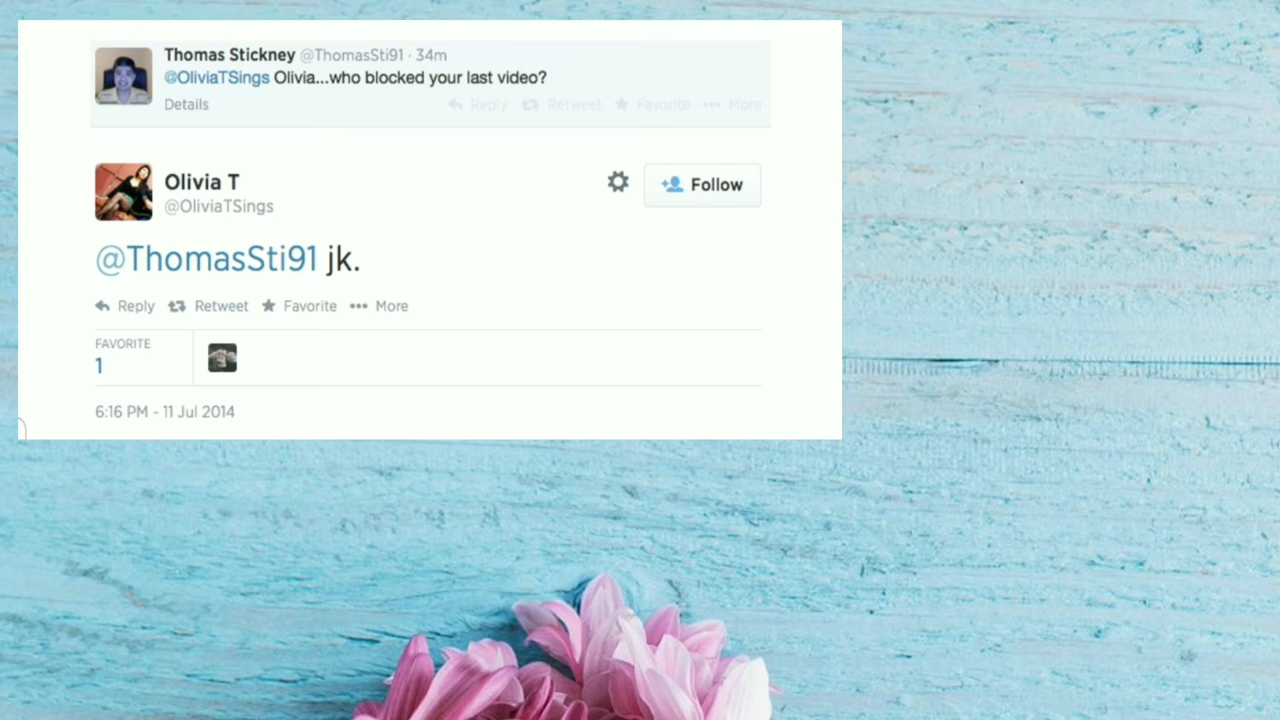 Thomas Stickney @ThomasSti91 · 34m
@OliviaTSings Olivia...who blocked your last video?
Details Reply Retweet Favorite More
Olivia T
@OliviaTSings
Follow
@ThomasSti91 jk.
Reply Retweet Favorite More
FAVORITE
1
6:16 PM - 11 Jul 2014